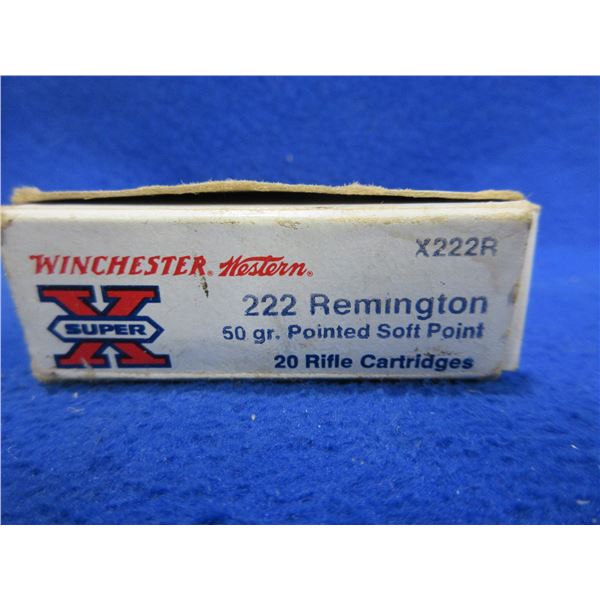 X222R
WINCHESTER® Western®
X
SUPER
222 Remington
50 gr. Pointed Soft Point
20 Rifle Cartridges